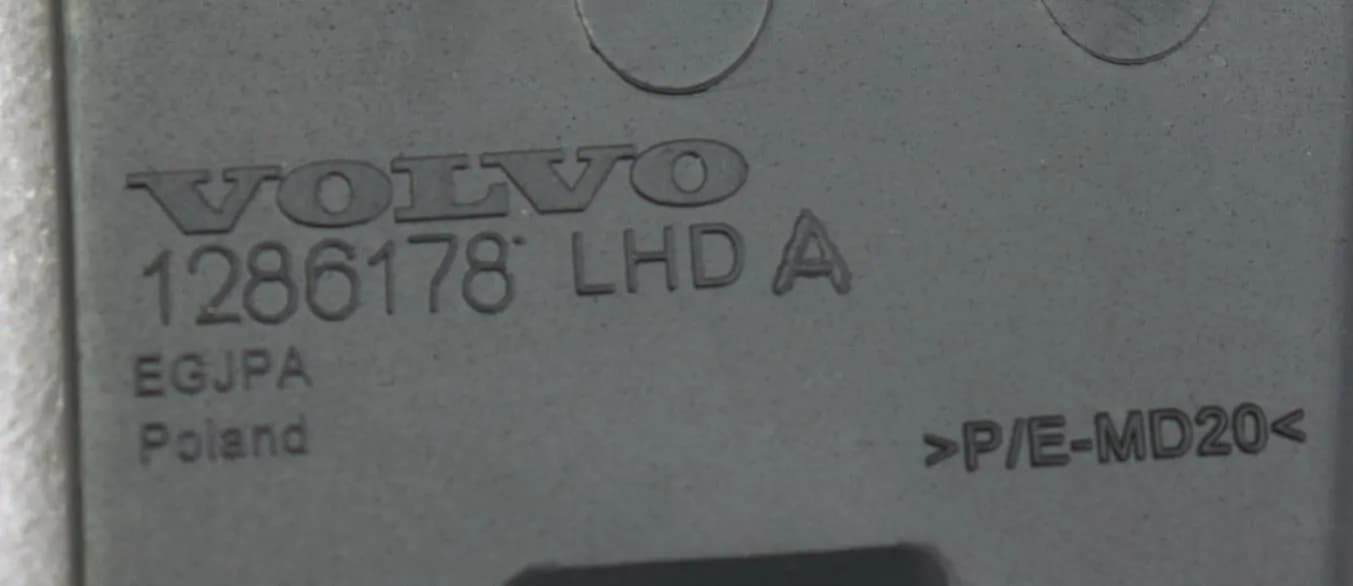 VOLVO
1286178 LHD A
EGJPA
Poland
>P/E-MD20<